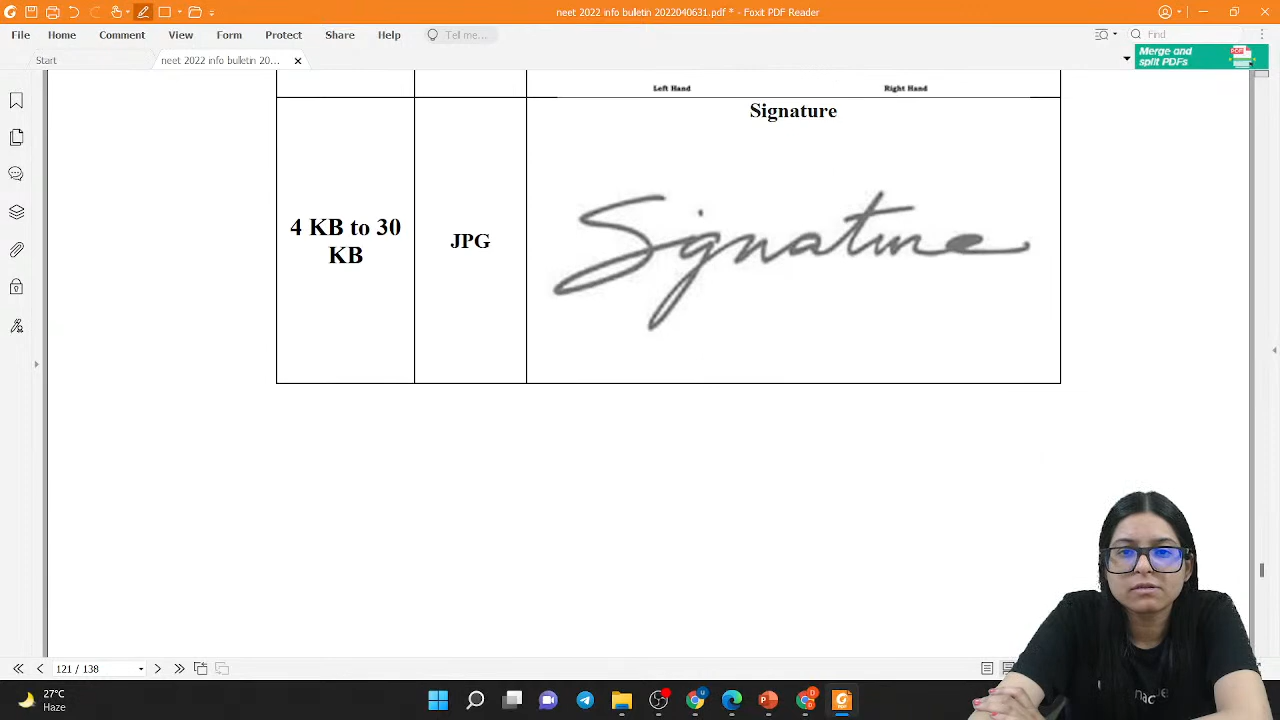 neet 2022 info buletin 2022040631.pdf * - Foxit PDF Reader
File Home Comment View Form Protect Share Help Tell me... Find
Start neet 2022 info buletin 20... Merge and
split PDFs
Left Hand Right Hand
Signature
4 KB to 30
KB
JPG
Signature
121 / 138
27°C
Haze